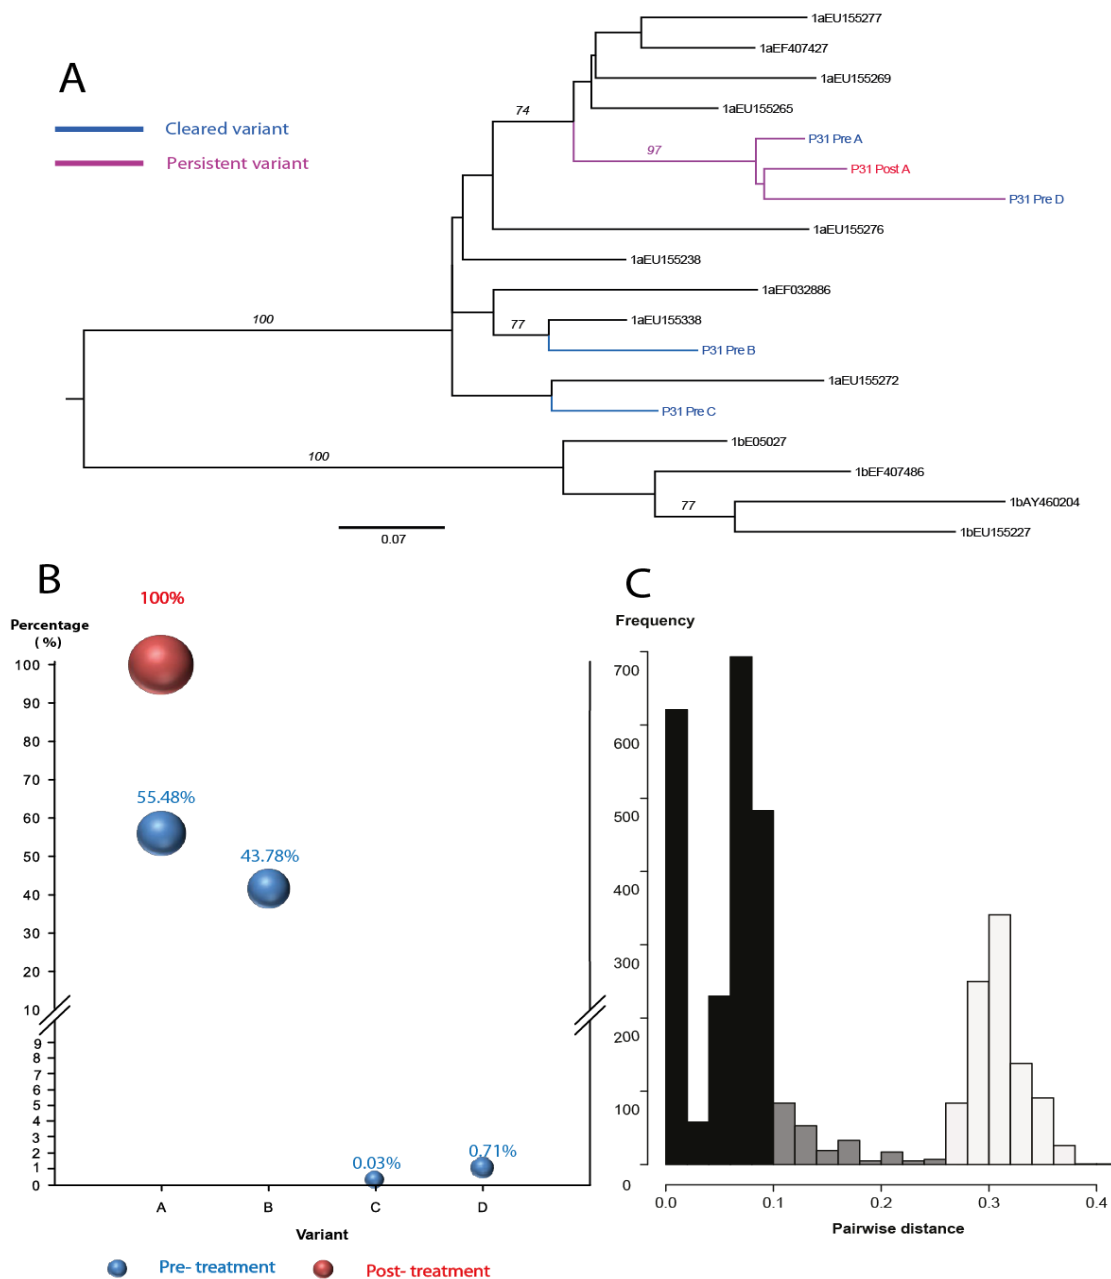 A
Cleared variant
Persistent variant
1aEU155277
1aEF407427
1aEU155269
1aEU155265
74
P31 Pre A
97
P31 Post A
P31 Pre D
1aEU155276
1aEU155238
1aEF032886
100
1aEU155338
77
P31 Pre B
1aEU155272
P31 Pre C
1bE05027
100
1bEF407486
77
1bAY460204
1bEU155227
0.07
B
100%
Percentage
( %)
100
90
80
70
60
50
40
30
20
10
9
8
7
6
5
4
3
2
1
0
55.48%
43.78%
0.03%
0.71%
A B C D
Variant
Pre- treatment
Post- treatment
C
Frequency
700
600
500
400
300
200
100
0
0.0 0.1 0.2 0.3 0.4
Pairwise distance